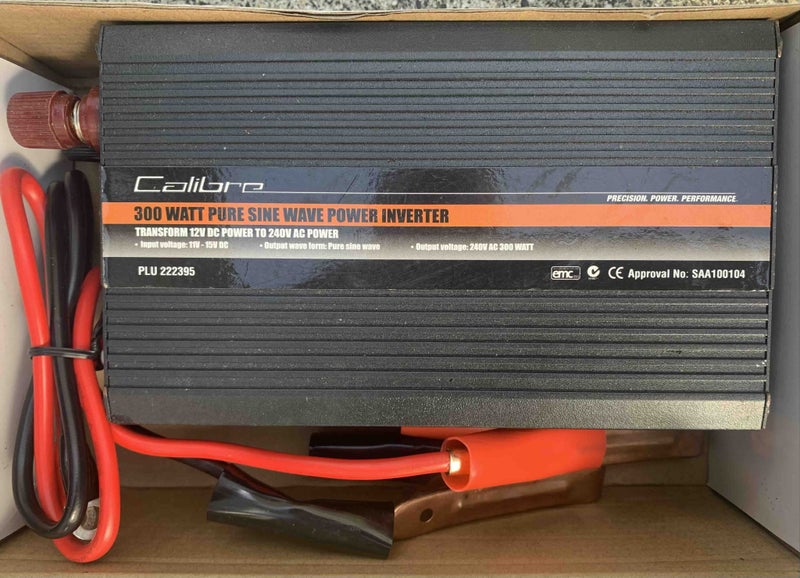 Calibre
PRECISION. POWER. PERFORMANCE.
300 WATT PURE SINE WAVE POWER INVERTER
TRANSFORM 12V DC POWER TO 240V AC POWER
• Input voltage: 11V - 15V DC • Output wave form: Pure sine wave • Output voltage: 240V AC 300 WATT
PLU 222395 emc CE Approval No: SAA100104